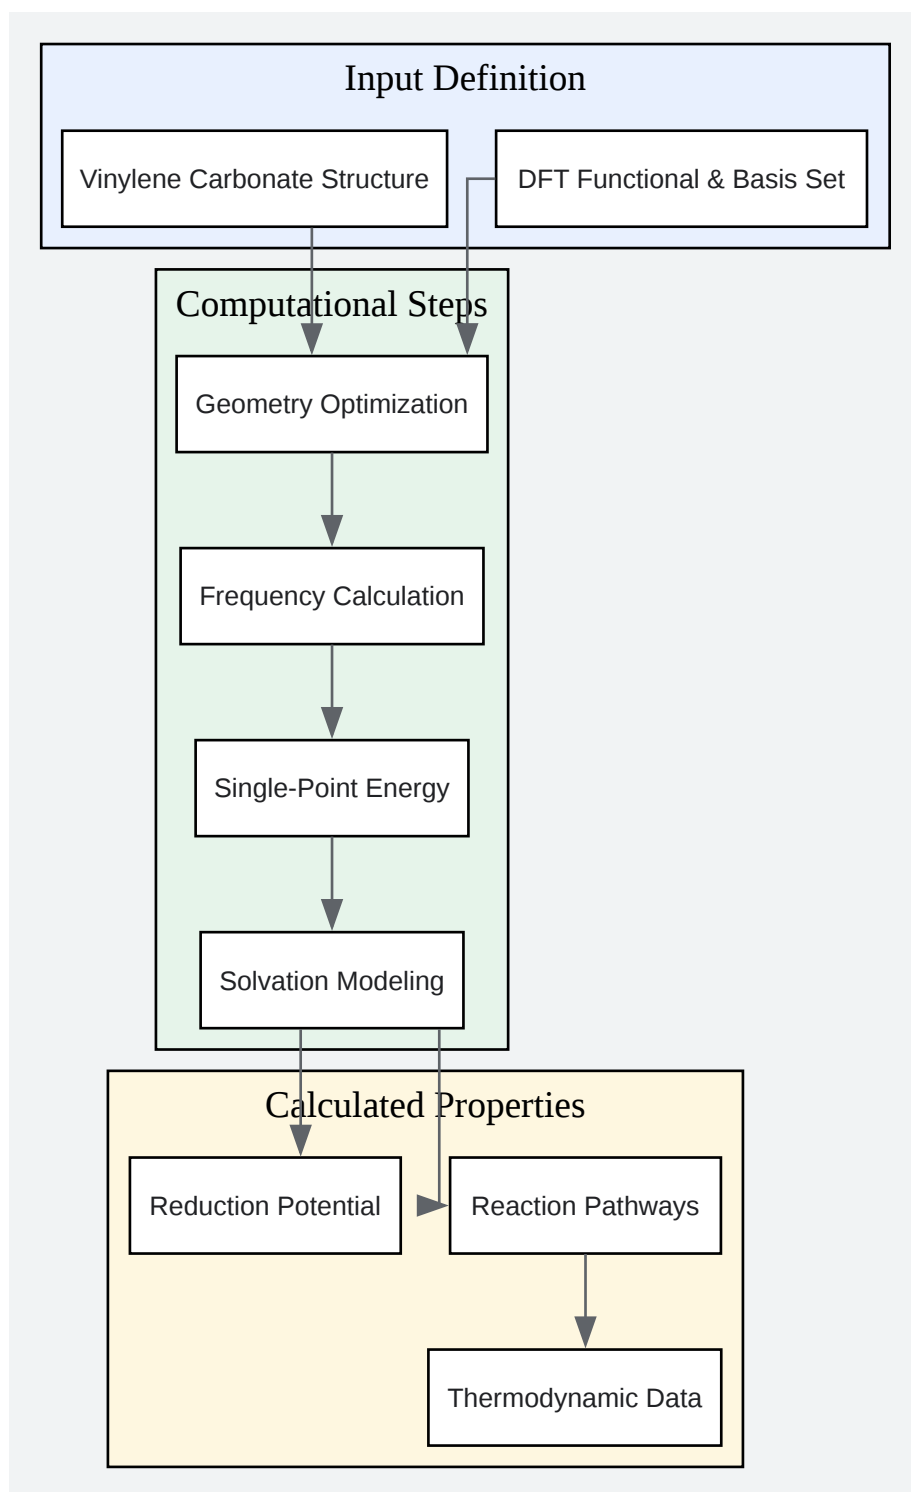 Input Definition
Vinylene Carbonate Structure
DFT Functional & Basis Set
Computational Steps
Geometry Optimization
Frequency Calculation
Single-Point Energy
Solvation Modeling
Calculated Properties
Reduction Potential
Reaction Pathways
Thermodynamic Data